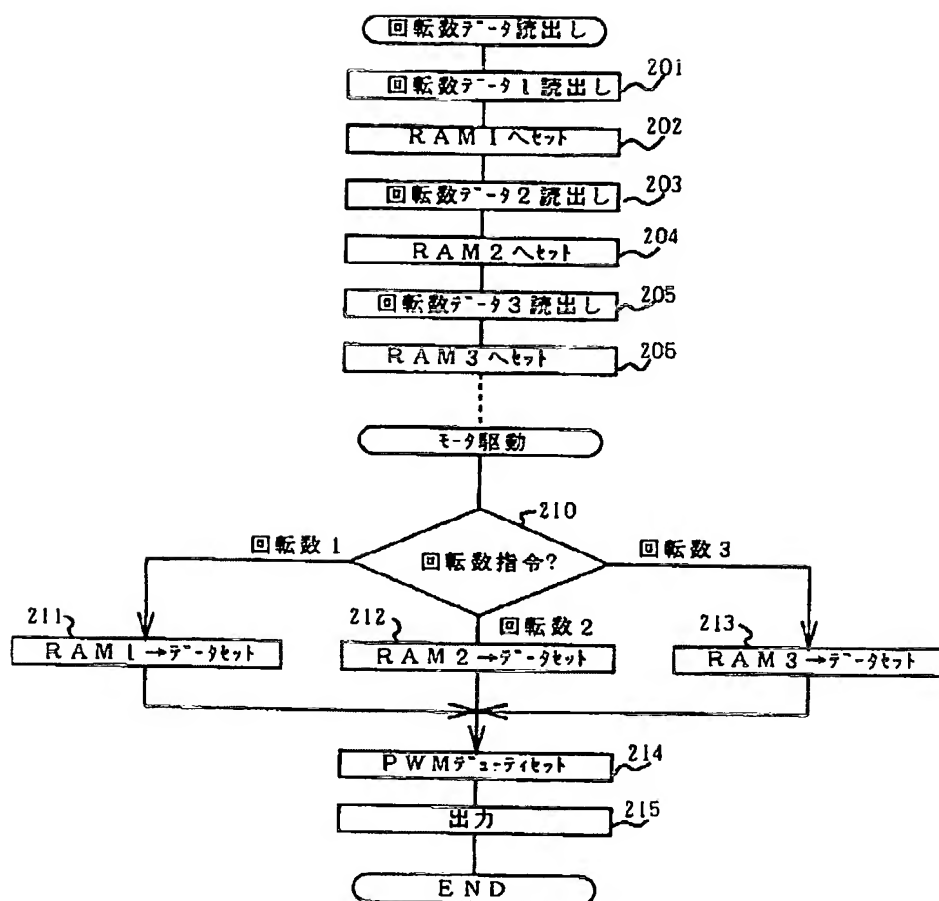 回転数データ読出し
201
回転数データ1読出し
202
RAM1へセット
203
回転数データ2読出し
204
RAM2へセット
205
回転数データ3読出し
206
RAM3へセット
モータ駆動
210
回転数1
回転数指令?
回転数3
211
212
回転数2
213
RAM1→データセット
RAM2→データセット
RAM3→データセット
PWMデューティセット
214
出力
215
END